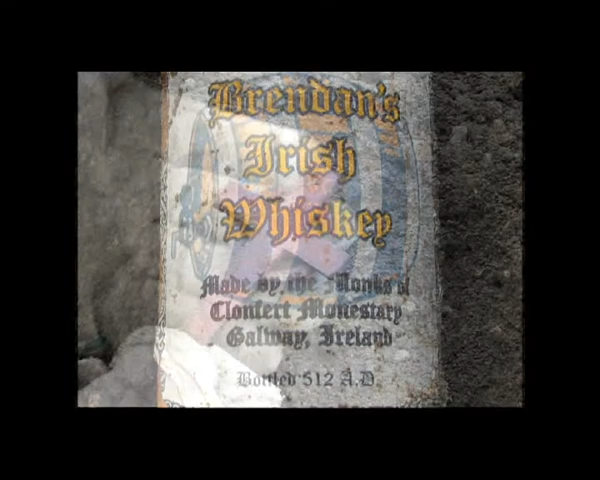 Brendan's
Irish
Whiskey
Made by the Monks of
Clonfert Monestary
Galway, Ireland
Bottled 512 A.D.